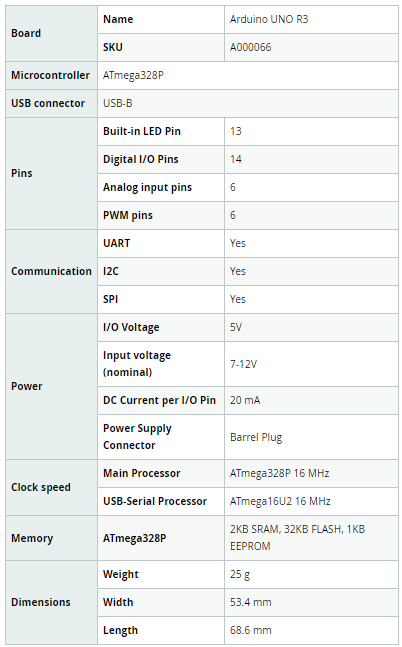 Board
Name
Arduino UNO R3
SKU
A000066
Microcontroller
ATmega328P
USB connector
USB-B
Pins
Built-in LED Pin
13
Digital I/O Pins
14
Analog input pins
6
PWM pins
6
Communication
UART
Yes
I2C
Yes
SPI
Yes
Power
I/O Voltage
5V
Input voltage
(nominal)
7-12V
DC Current per I/O Pin
20 mA
Power Supply
Connector
Barrel Plug
Clock speed
Main Processor
ATmega328P 16 MHz
USB-Serial Processor
ATmega16U2 16 MHz
Memory
ATmega328P
2KB SRAM, 32KB FLASH, 1KB
EEPROM
Dimensions
Weight
25 g
Width
53.4 mm
Length
68.6 mm